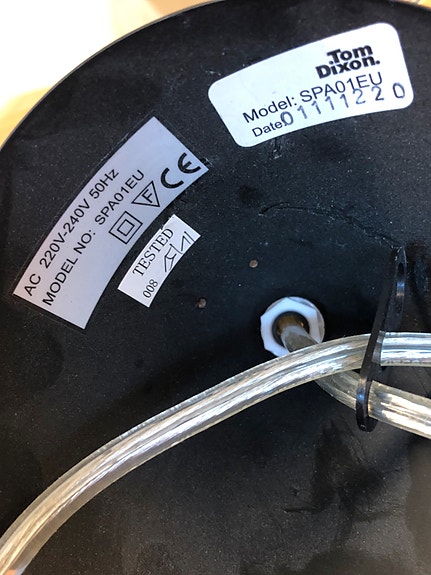 Tom
Dixon.
Model: SPA01EU
Date: 01111220
AC 220V-240V 50Hz
MODEL NO: SPA01EU
F CE
TESTED
008